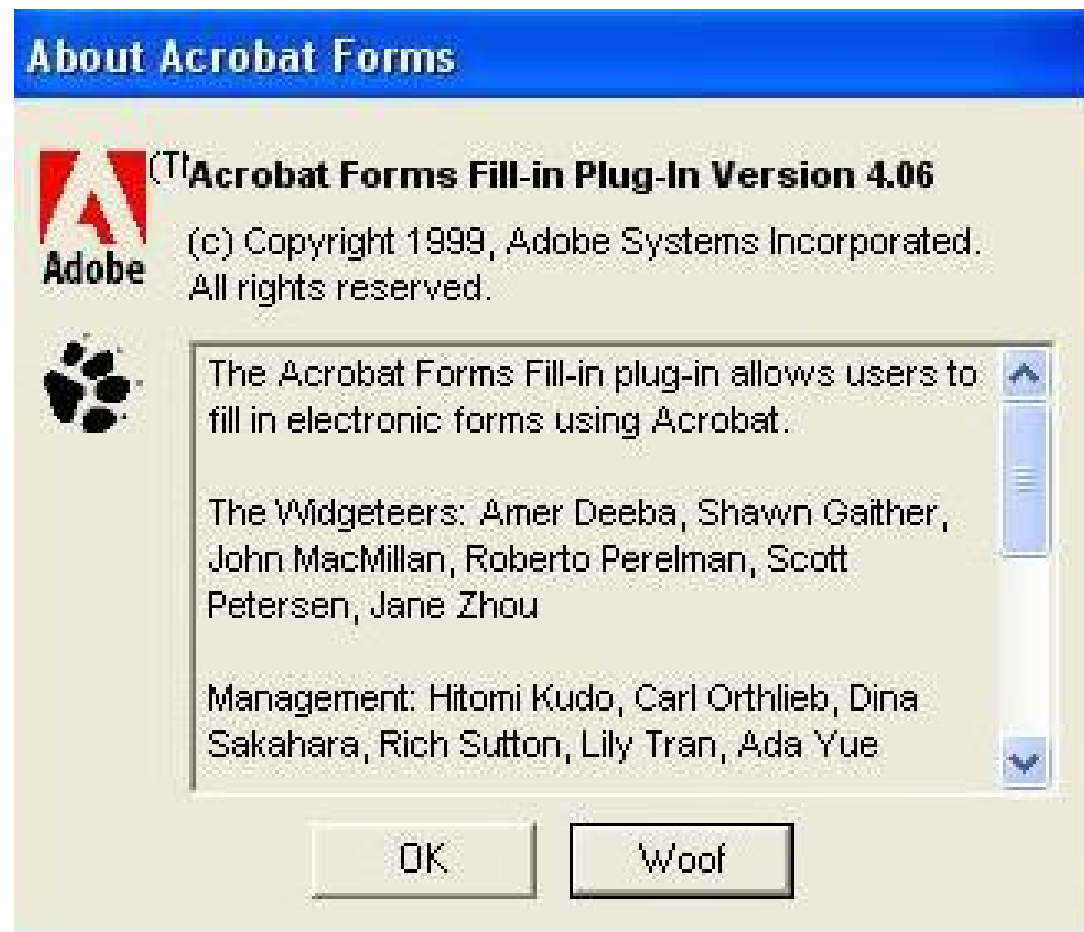 About Acrobat Forms
(T
Acrobat Forms Fill-in Plug-In Version 4.06
Adobe
(c) Copyright 1999, Adobe Systems Incorporated.
All rights reserved.
The Acrobat Forms Fill-in plug-in allows users to
fill in electronic forms using Acrobat.
The Widgeteers: Amer Deeba, Shawn Gaither,
John MacMillan, Roberto Perelman, Scott
Petersen, Jane Zhou
Management: Hitomi Kudo, Carl Orthlieb, Dina
Sakahara, Rich Sutton, Lily Tran, Ada Yue
OK
Woof